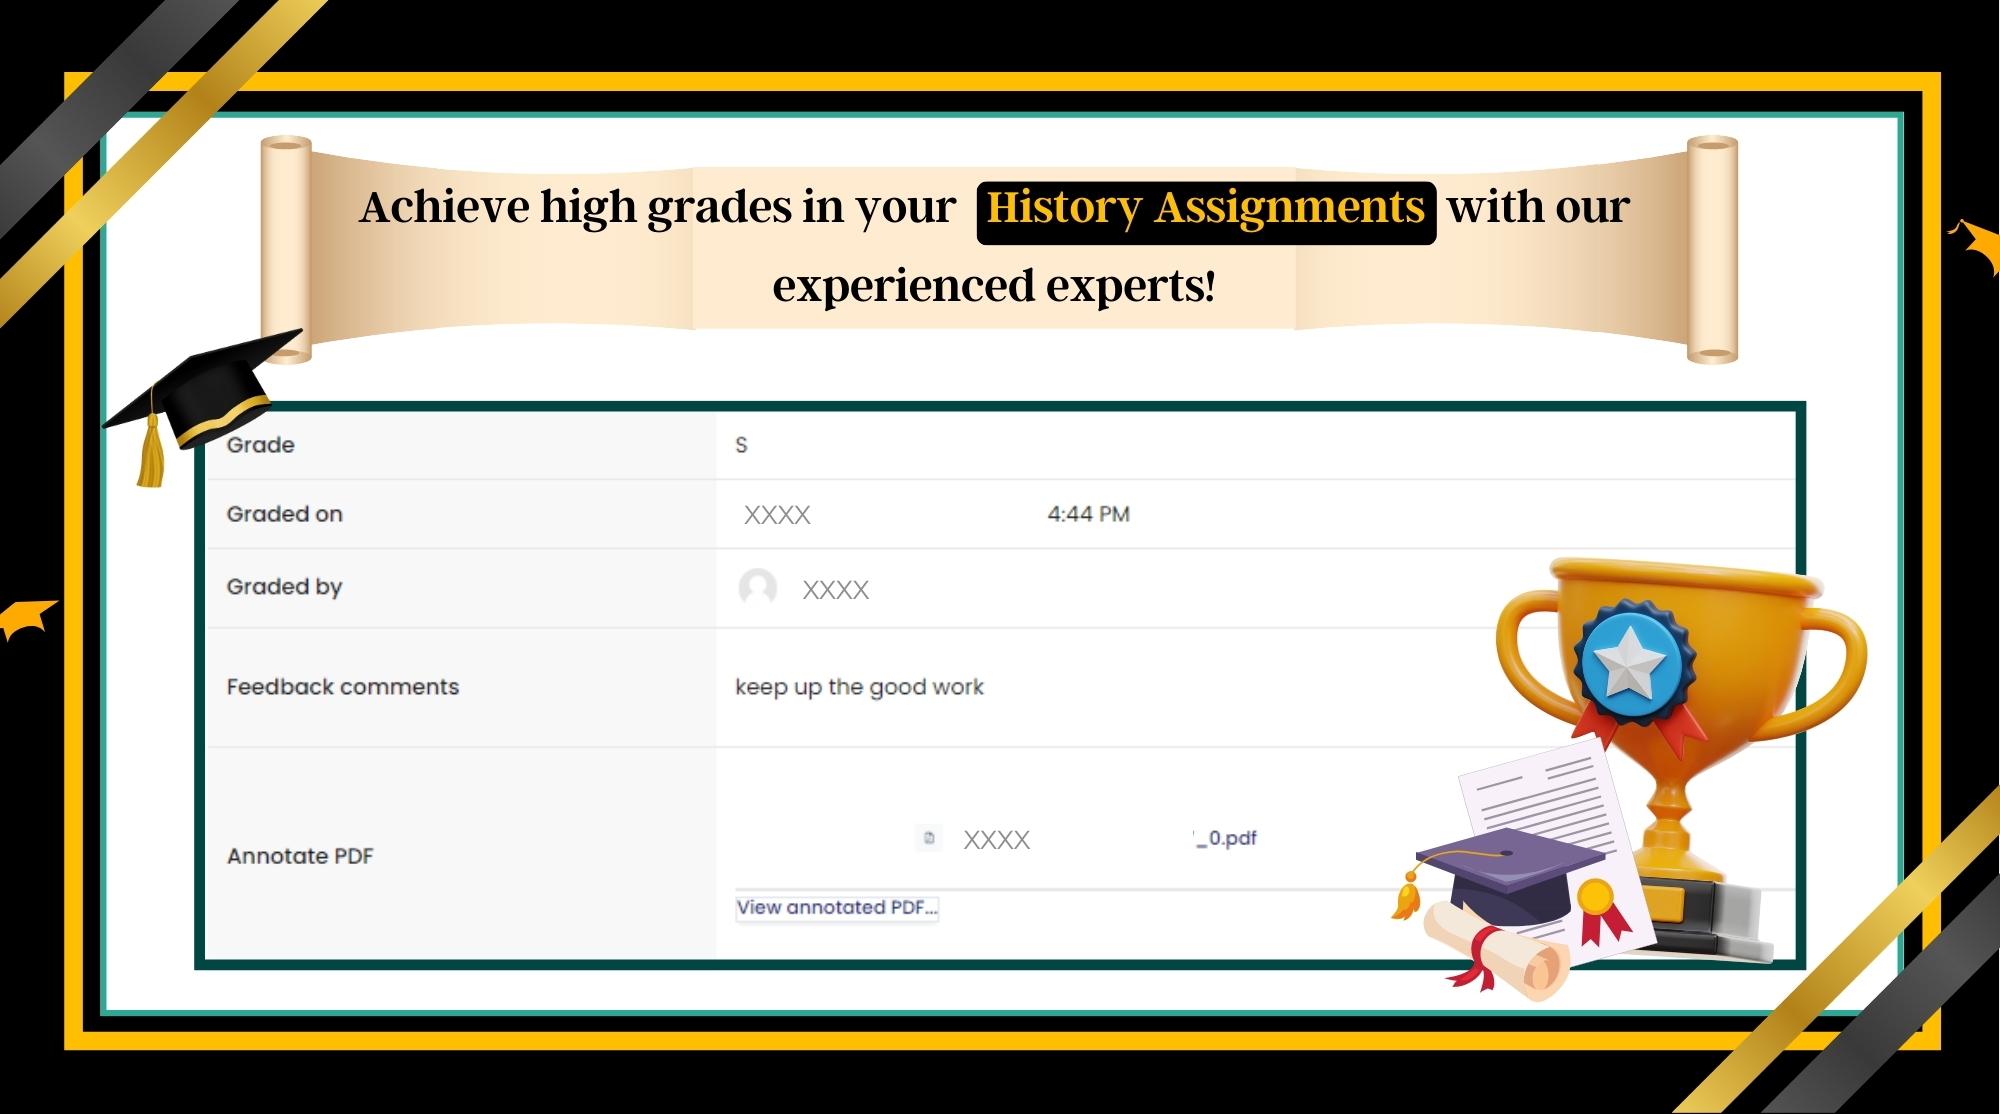 Achieve high grades in your History Assignments with our
experienced experts!
Grade S
Graded on XXXX 4:44 PM
Graded by XXXX
Feedback comments keep up the good work
Annotate PDF XXXX '_0.pdf
View annotated PDF...